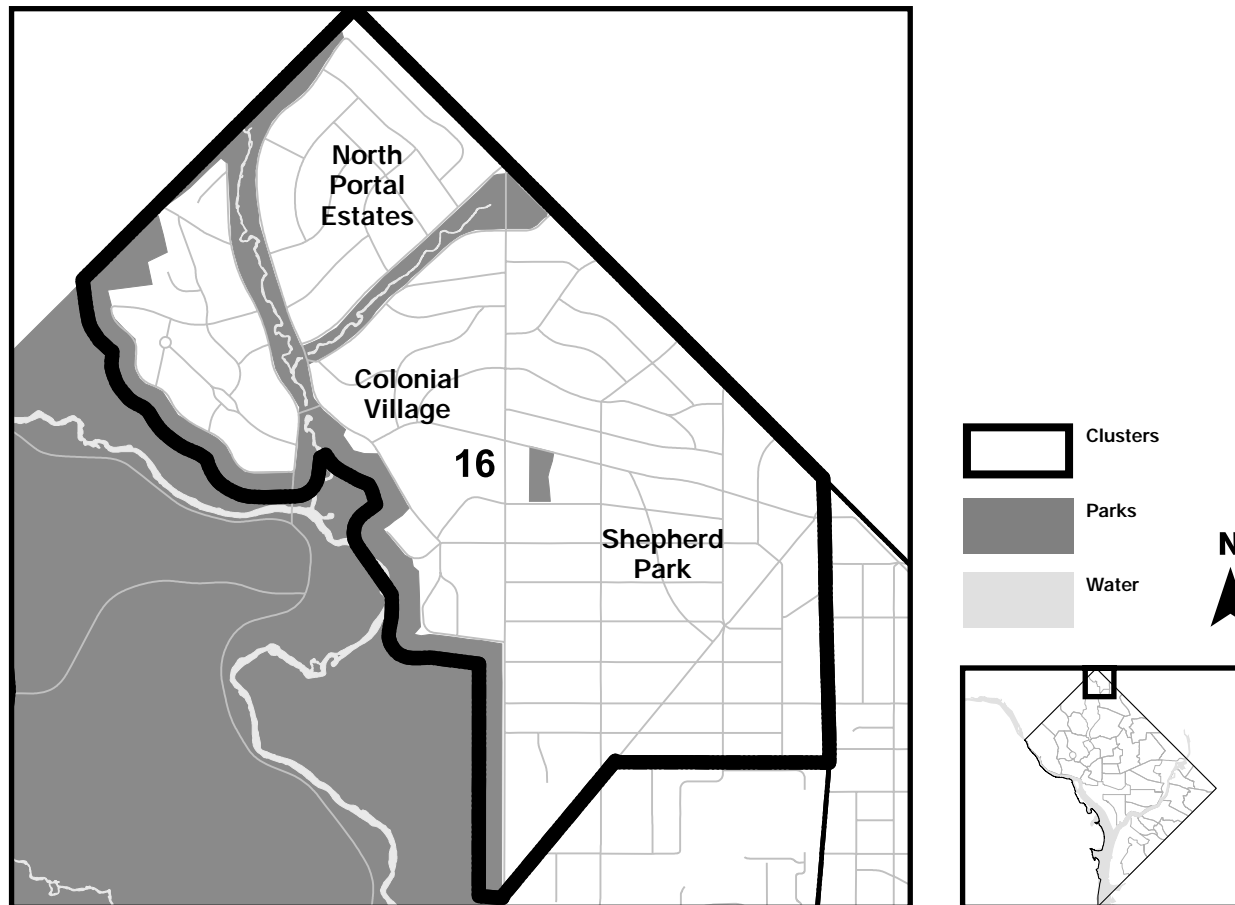 North
Portal
Estates
Colonial
Village
16
Shepherd
Park
Clusters
Parks
Water
N